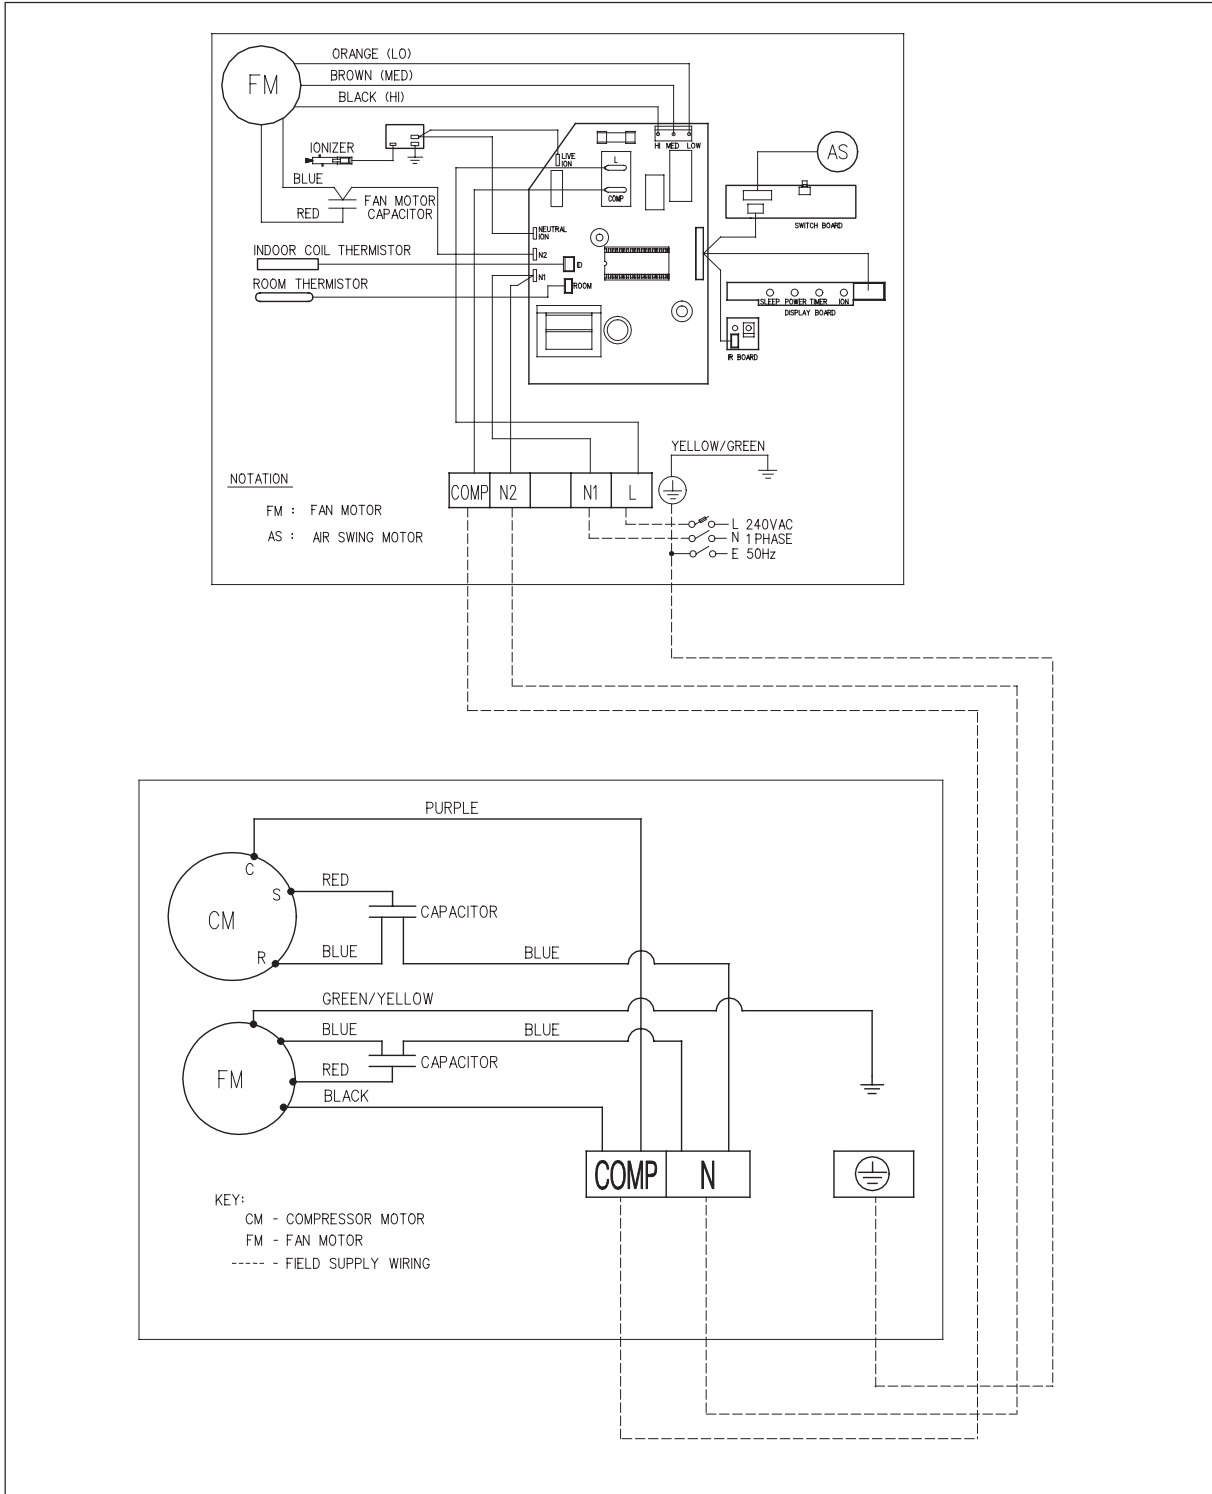 ORANGE (LO)
BROWN (MED)
BLACK (HI)
FM
IONIZER
LIVE
ION
L
COMP
HI MED LOW
AS
BLUE
FAN MOTOR
CAPACITOR
RED
SWITCH BOARD
NEUTRAL
ION
INDOOR COIL THERMISTOR
N2
ID
N1
ROOM THERMISTOR
ROOM
SLEEP POWER TIMER ION
DISPLAY BOARD
IR BOARD
YELLOW/GREEN
NOTATION
FM : FAN MOTOR
AS : AIR SWING MOTOR
COMP N2 N1 L
L 240VAC
N 1PHASE
E 50Hz
PURPLE
C
S
RED
CM
CAPACITOR
R
BLUE
BLUE
GREEN/YELLOW
BLUE
BLUE
FM
CAPACITOR
RED
BLACK
COMP N
KEY:
CM - COMPRESSOR MOTOR
FM - FAN MOTOR
----- - FIELD SUPPLY WIRING